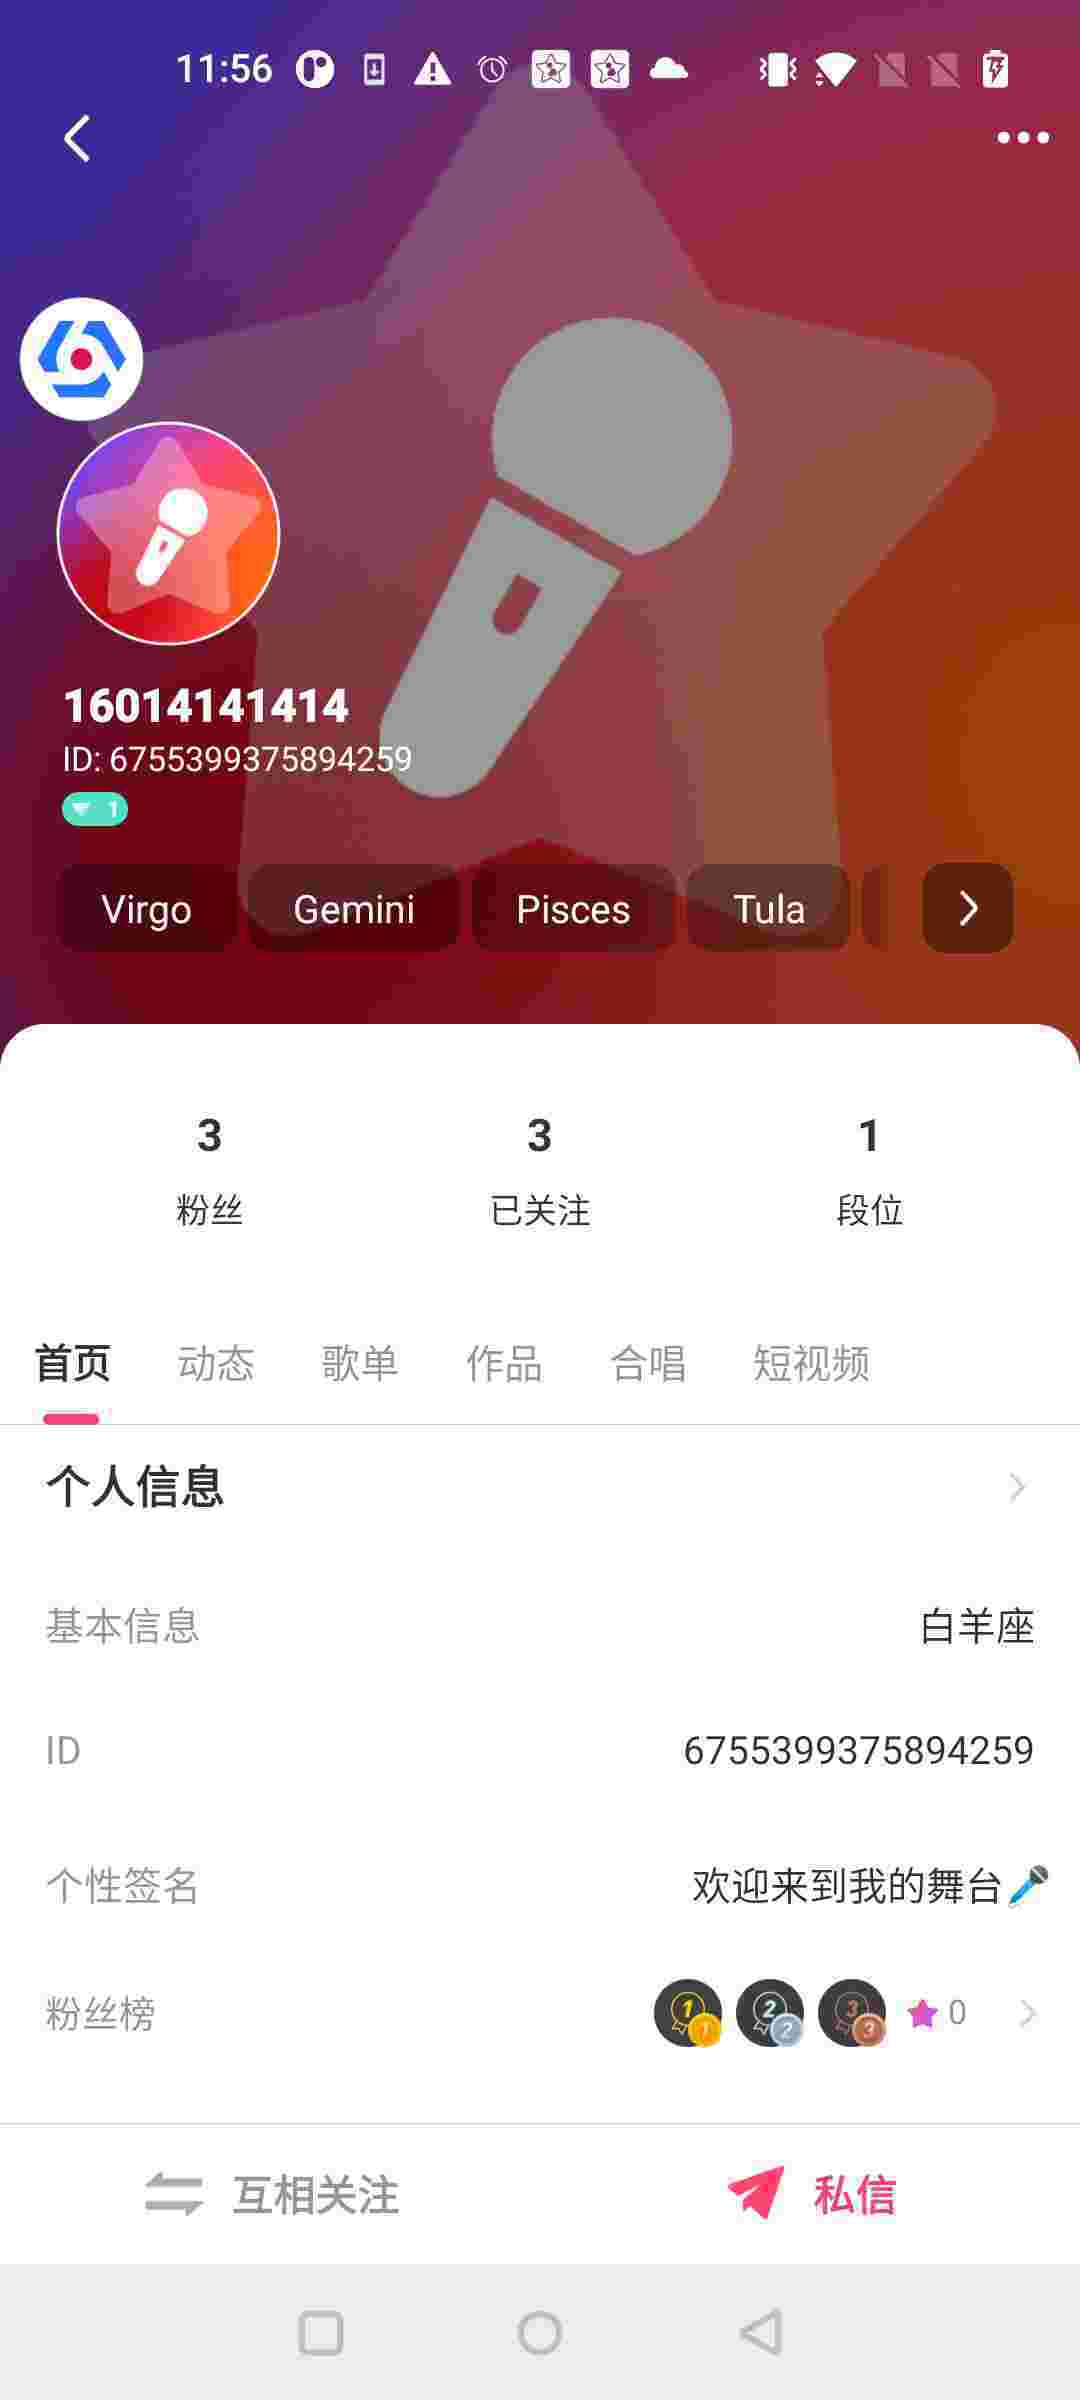 11:56
16014141414
ID: 6755399375894259
1
Virgo Gemini Pisces Tula
3 3 1
粉丝 已关注 段位
首页 动态 歌单 作品 合唱 短视频
个人信息
基本信息 白羊座
ID 6755399375894259
个性签名 欢迎来到我的舞台🎤
粉丝榜 1 1 2 2 3 3 0
互相关注 私信